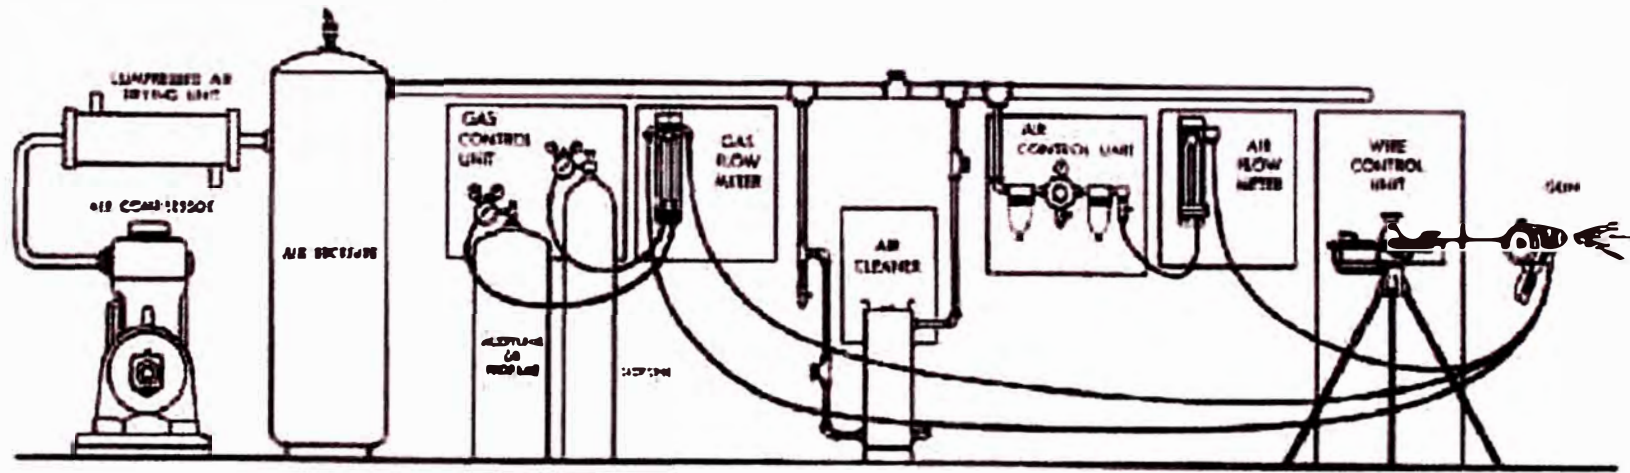 COMPRESSED AIR
DRYING UNIT
AIR COMPRESSOR
AIR
GAS
CONTROL
UNIT
GAS
FLOW
METER
OR
AIR
CLEANER
AIR
CONTROL UNIT
AIR
FLOW
METER
WIRE
CONTROL
UNIT
GUN